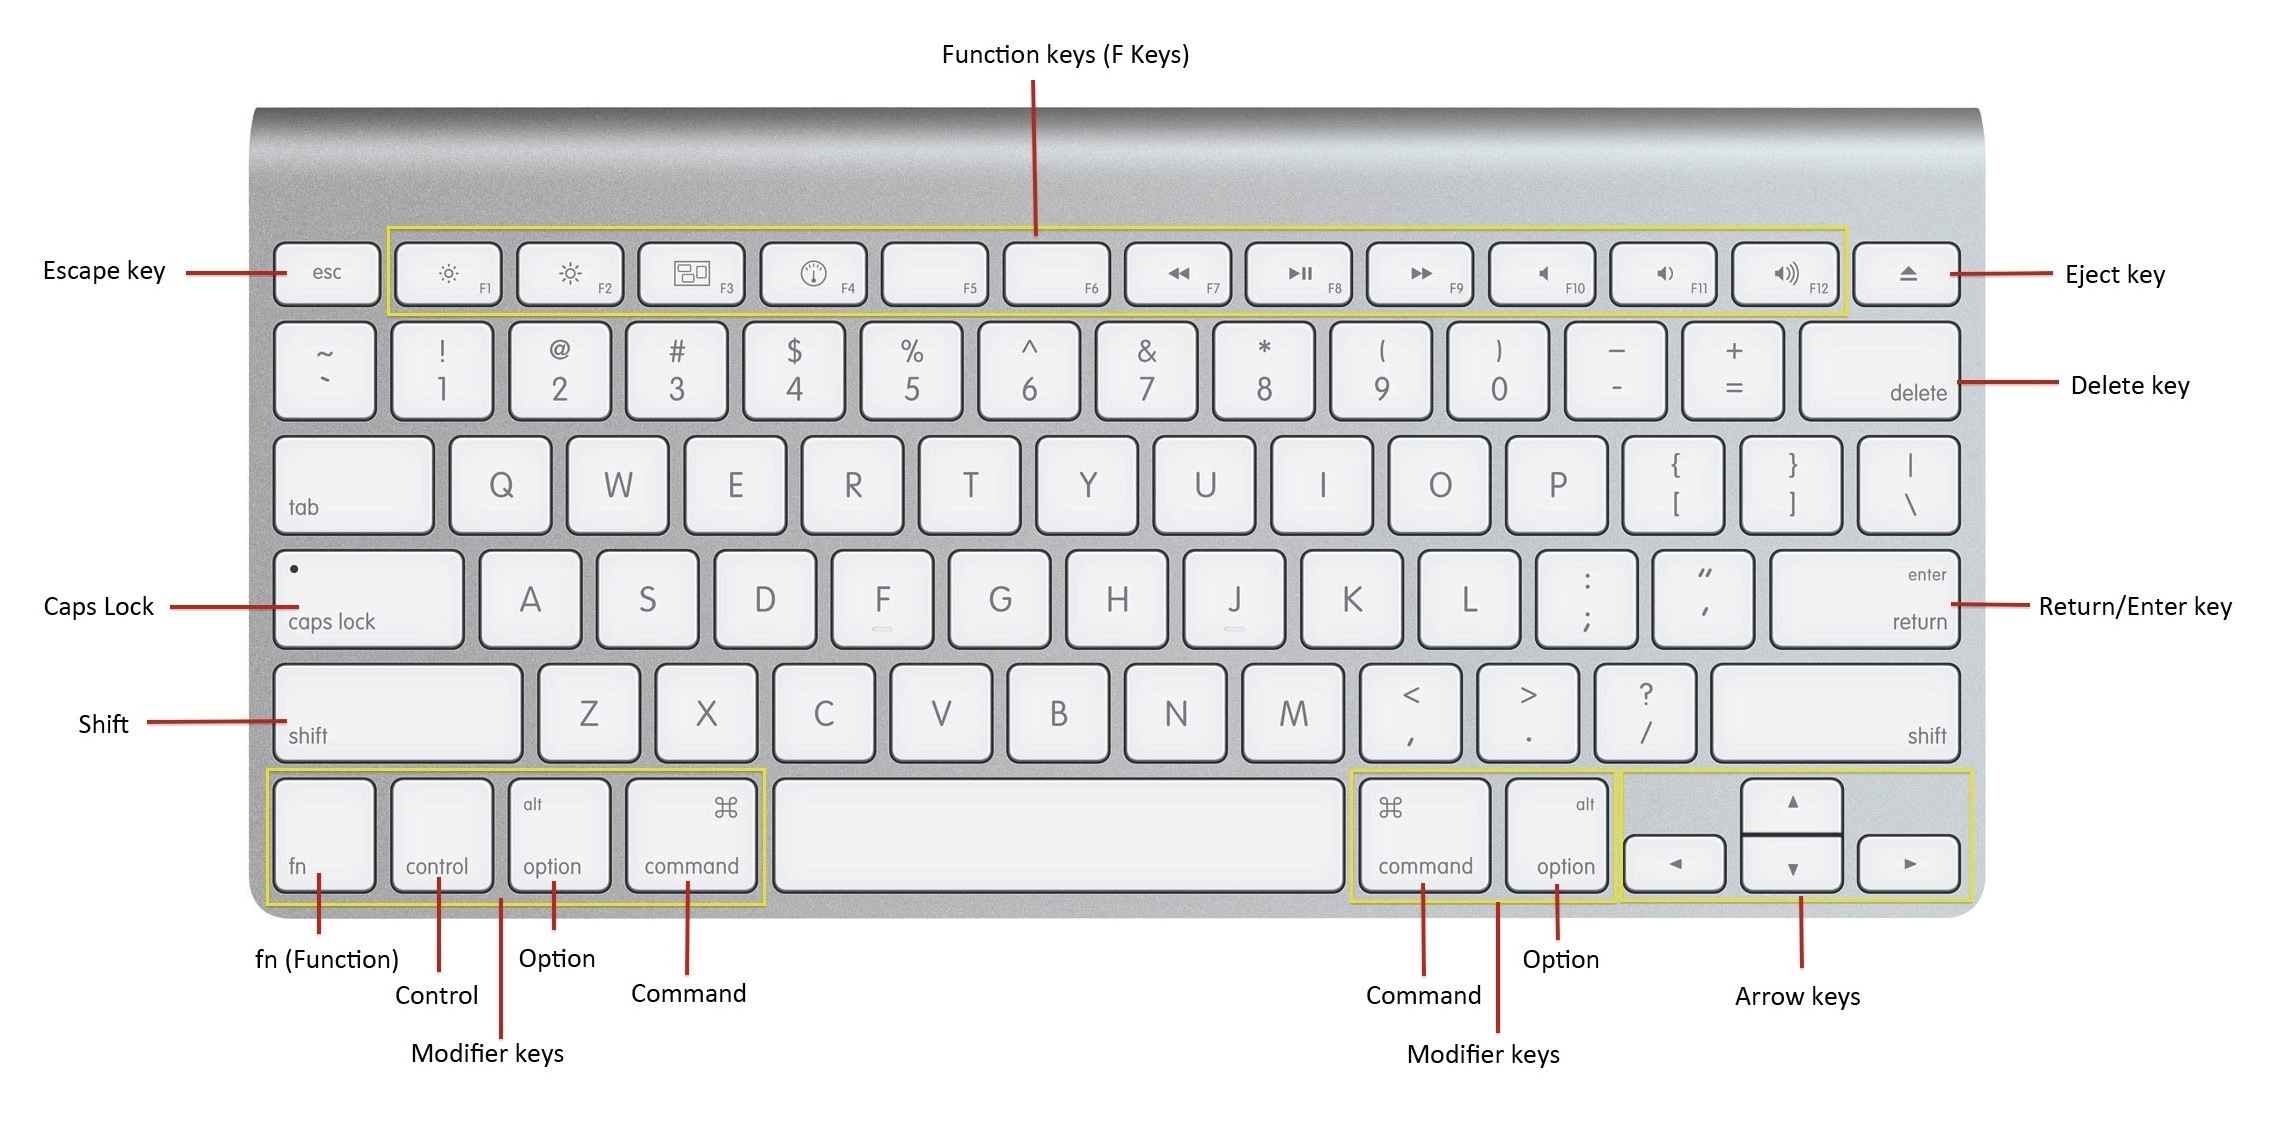 Function keys (F Keys)
Escape key
esc
F1
F2
F3
F4
F5
F6
F7
F8
F9
F10
F11
F12
Eject key
~ ! @ # $ % ^ & * ( ) — +
` 1 2 3 4 5 6 7 8 9 0 - =
delete
Delete key
tab
Q W E R T Y U I O P
{ } |
[ ] \
Caps Lock
caps lock
A S D F G H J K L
: "
; '
enter
return
Return/Enter key
Shift
shift
Z X C V B N M
< > ?
, . /
shift
fn
control
alt
option
⌘
command
⌘
command
alt
option
◄ ▲ ▼ ►
fn (Function)
Control
Option
Command
Modifier keys
Command
Option
Modifier keys
Arrow keys